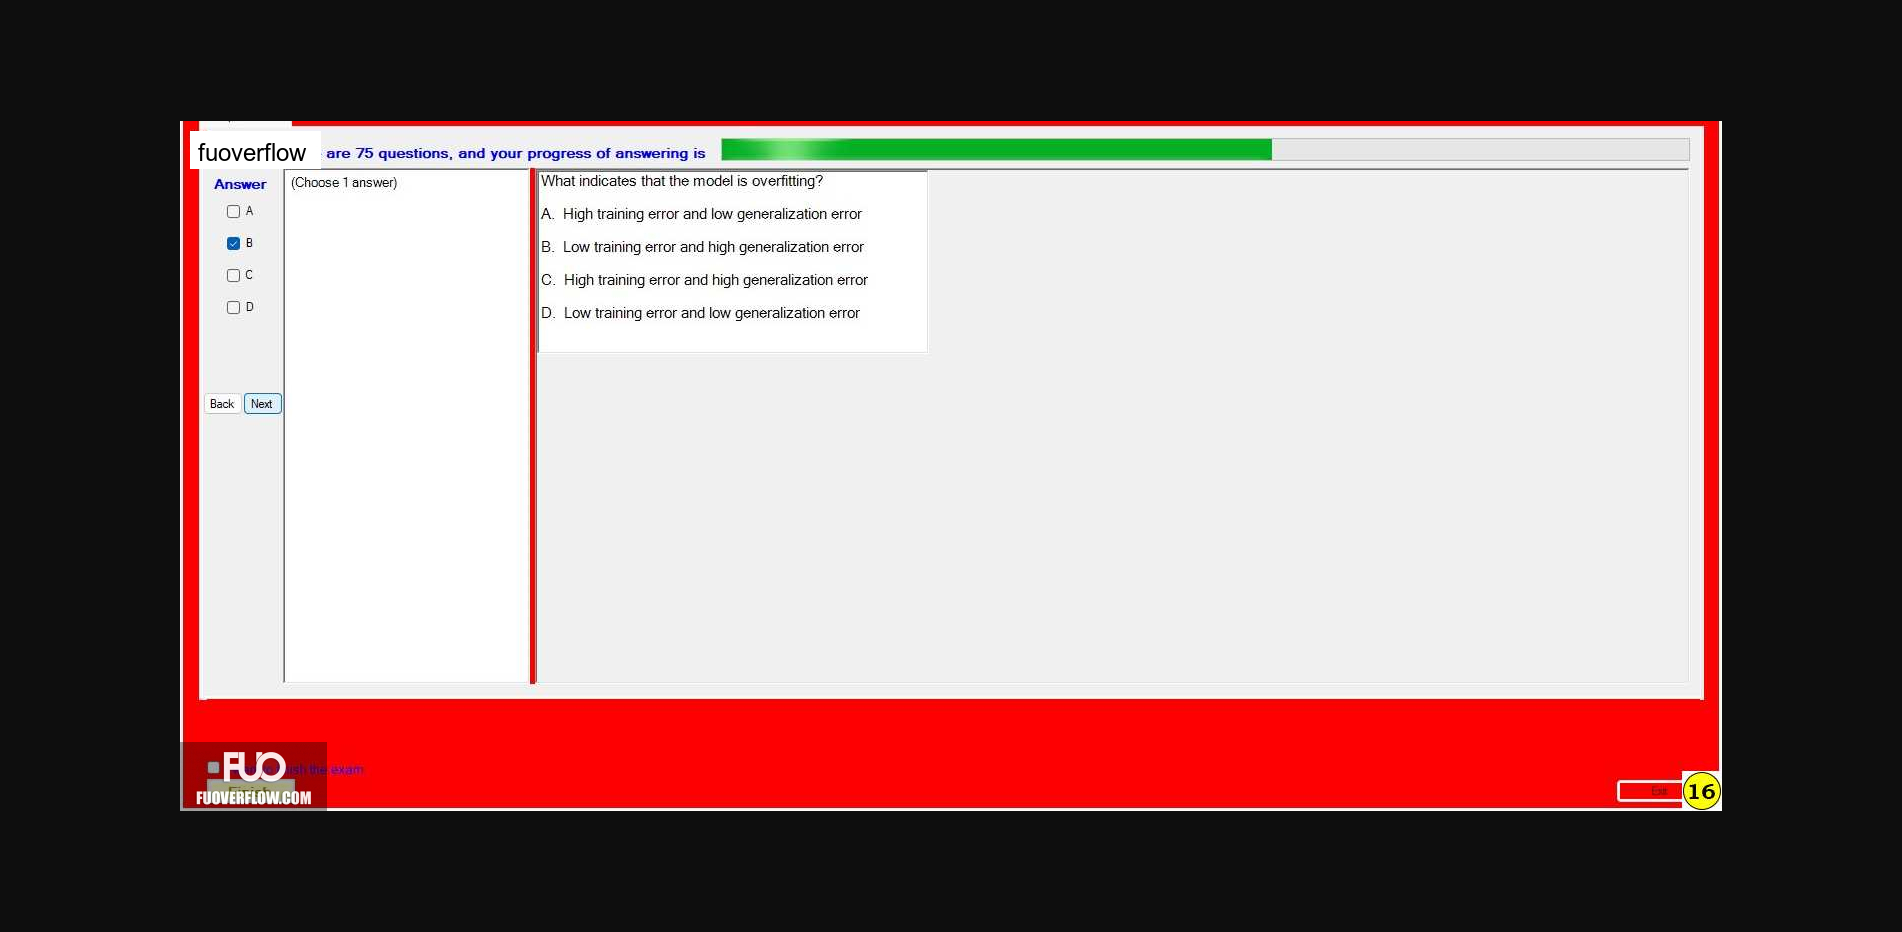 fuoverflow are 75 questions, and your progress of answering is
Answer
A
B
C
D
Back Next
(Choose 1 answer)
What indicates that the model is overfitting?
A. High training error and low generalization error
B. Low training error and high generalization error
C. High training error and high generalization error
D. Low training error and low generalization error
FUO
the exam
Finish
FUOVERFLOW.COM
Exit
16